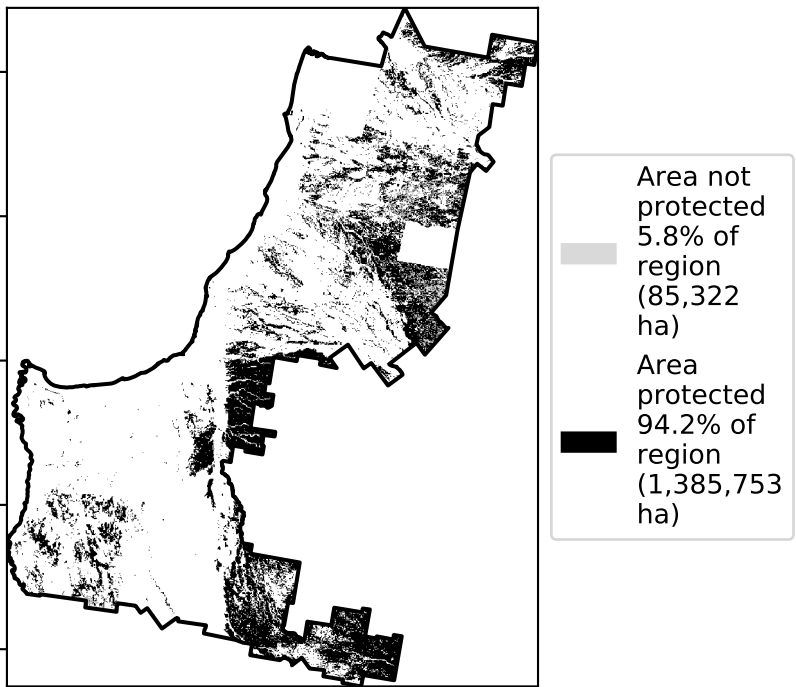 Area not
protected
5.8% of
region
(85,322
ha)
Area
protected
94.2% of
region
(1,385,753
ha)